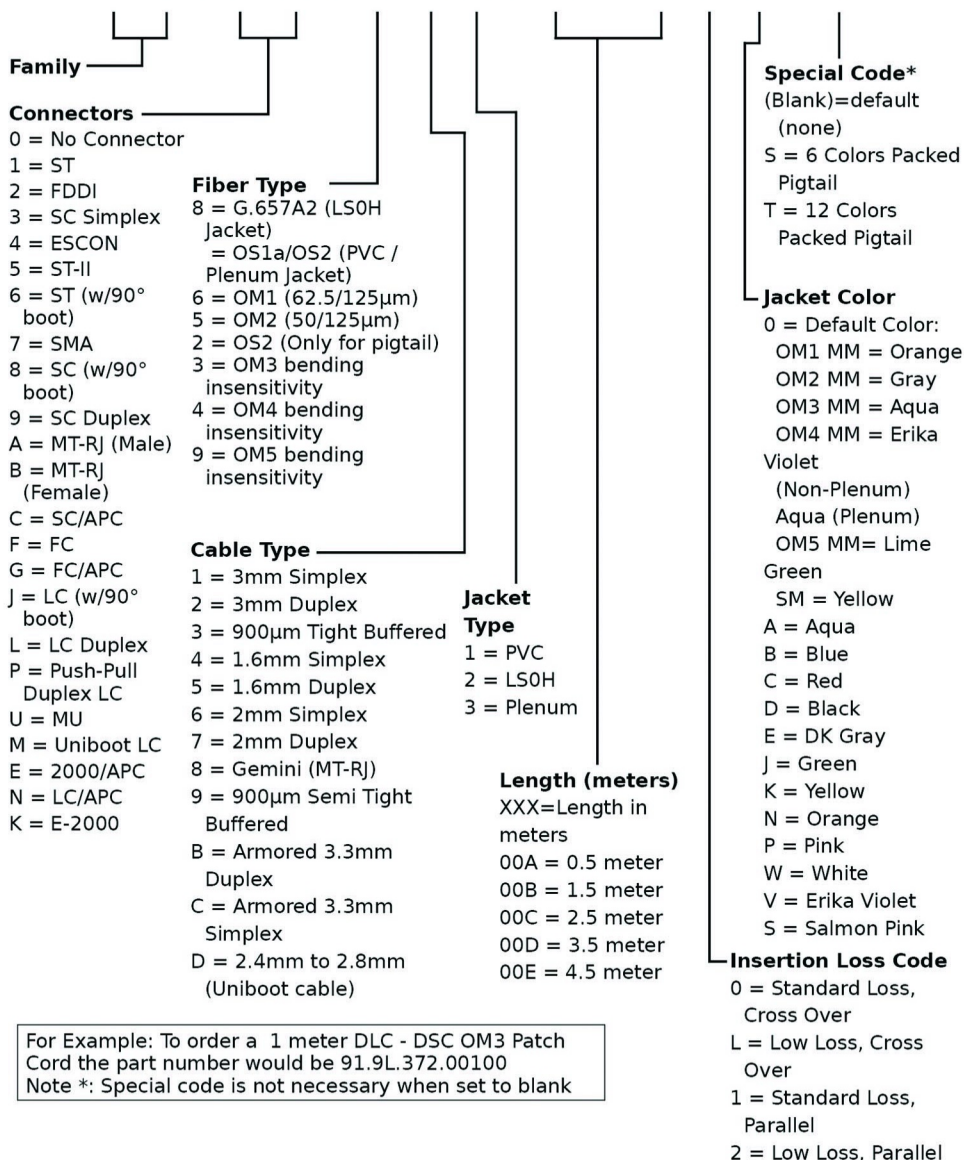 Family
Connectors
0 = No Connector
1 = ST
2 = FDDI
3 = SC Simplex
4 = ESCON
5 = ST-II
6 = ST (w/90°
boot)
7 = SMA
8 = SC (w/90°
boot)
9 = SC Duplex
A = MT-RJ (Male)
B = MT-RJ
(Female)
C = SC/APC
F = FC
G = FC/APC
J = LC (w/90°
boot)
L = LC Duplex
P = Push-Pull
Duplex LC
U = MU
M = Uniboot LC
E = 2000/APC
N = LC/APC
K = E-2000
Fiber Type
8 = G.657A2 (LS0H
Jacket)
= OS1a/OS2 (PVC /
Plenum Jacket)
6 = OM1 (62.5/125µm)
5 = OM2 (50/125µm)
2 = OS2 (Only for pigtail)
3 = OM3 bending
insensitivity
4 = OM4 bending
insensitivity
9 = OM5 bending
insensitivity
Cable Type
1 = 3mm Simplex
2 = 3mm Duplex
3 = 900µm Tight Buffered
4 = 1.6mm Simplex
5 = 1.6mm Duplex
6 = 2mm Simplex
7 = 2mm Duplex
8 = Gemini (MT-RJ)
9 = 900µm Semi Tight
Buffered
B = Armored 3.3mm
Duplex
C = Armored 3.3mm
Simplex
D = 2.4mm to 2.8mm
(Uniboot cable)
Jacket
Type
1 = PVC
2 = LS0H
3 = Plenum
Length (meters)
XXX=Length in
meters
00A = 0.5 meter
00B = 1.5 meter
00C = 2.5 meter
00D = 3.5 meter
00E = 4.5 meter
Special Code*
(Blank)=default
(none)
S = 6 Colors Packed
Pigtail
T = 12 Colors
Packed Pigtail
Jacket Color
0 = Default Color:
OM1 MM = Orange
OM2 MM = Gray
OM3 MM = Aqua
OM4 MM = Erika
Violet
(Non-Plenum)
Aqua (Plenum)
OM5 MM= Lime
Green
SM = Yellow
A = Aqua
B = Blue
C = Red
D = Black
E = DK Gray
J = Green
K = Yellow
N = Orange
P = Pink
W = White
V = Erika Violet
S = Salmon Pink
Insertion Loss Code
0 = Standard Loss,
Cross Over
L = Low Loss, Cross
Over
1 = Standard Loss,
Parallel
2 = Low Loss, Parallel
For Example: To order a 1 meter DLC - DSC OM3 Patch
Cord the part number would be 91.9L.372.00100
Note *: Special code is not necessary when set to blank